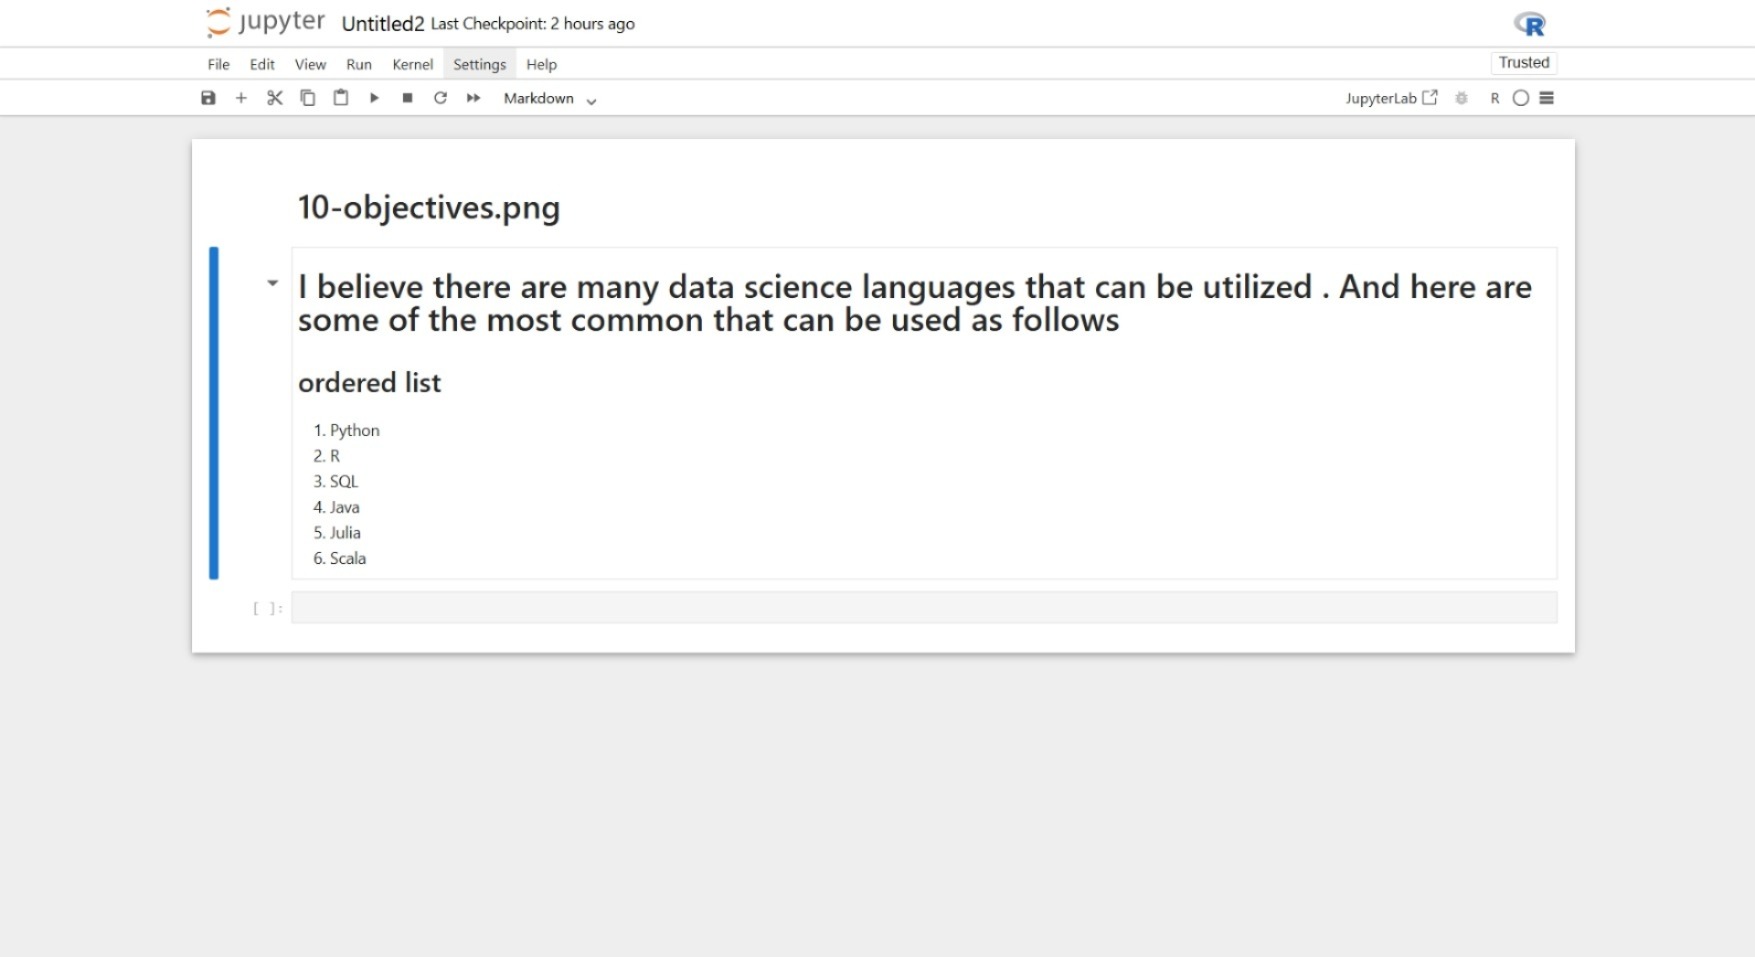 jupyter Untitled2 Last Checkpoint: 2 hours ago
File Edit View Run Kernel Settings Help Trusted
Markdown JupyterLab R
10-objectives.png
I believe there are many data science languages that can be utilized . And here are
some of the most common that can be used as follows
ordered list
1. Python
2. R
3. SQL
4. Java
5. Julia
6. Scala
[ ]: